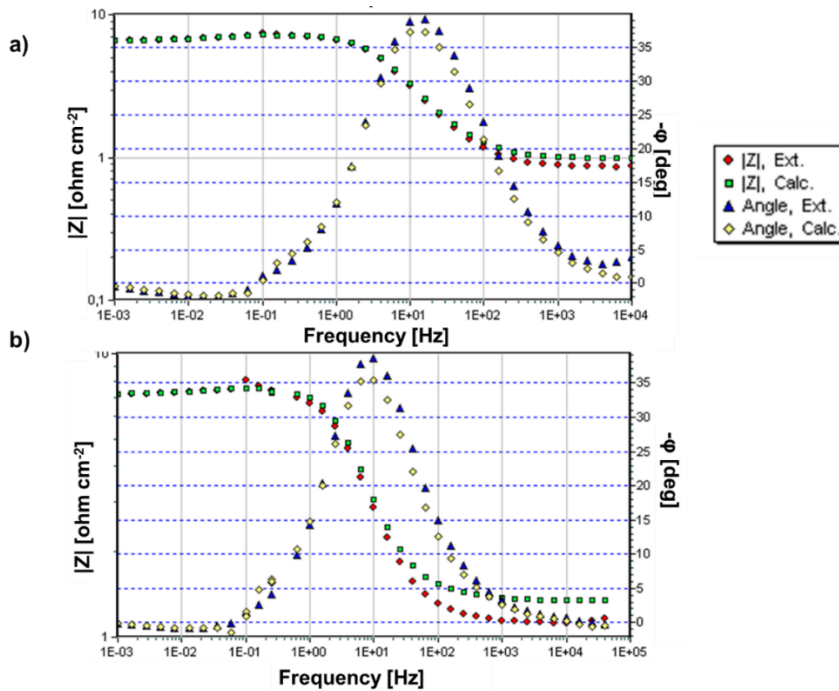 a)
10
1
0,1
|Z| [ohm cm-2]
35
30
25
20
15
10
5
0
-φ [deg]
1E-03 1E-02 1E-01 1E+00 1E+01 1E+02 1E+03 1E+04
Frequency [Hz]
|Z|, Ext.
|Z|, Calc.
Angle, Ext.
Angle, Calc.
b)
10
1
|Z| [ohm cm-2]
35
30
25
20
15
10
5
0
-φ [deg]
1E-03 1E-02 1E-01 1E+00 1E+01 1E+02 1E+03 1E+04 1E+05
Frequency [Hz]